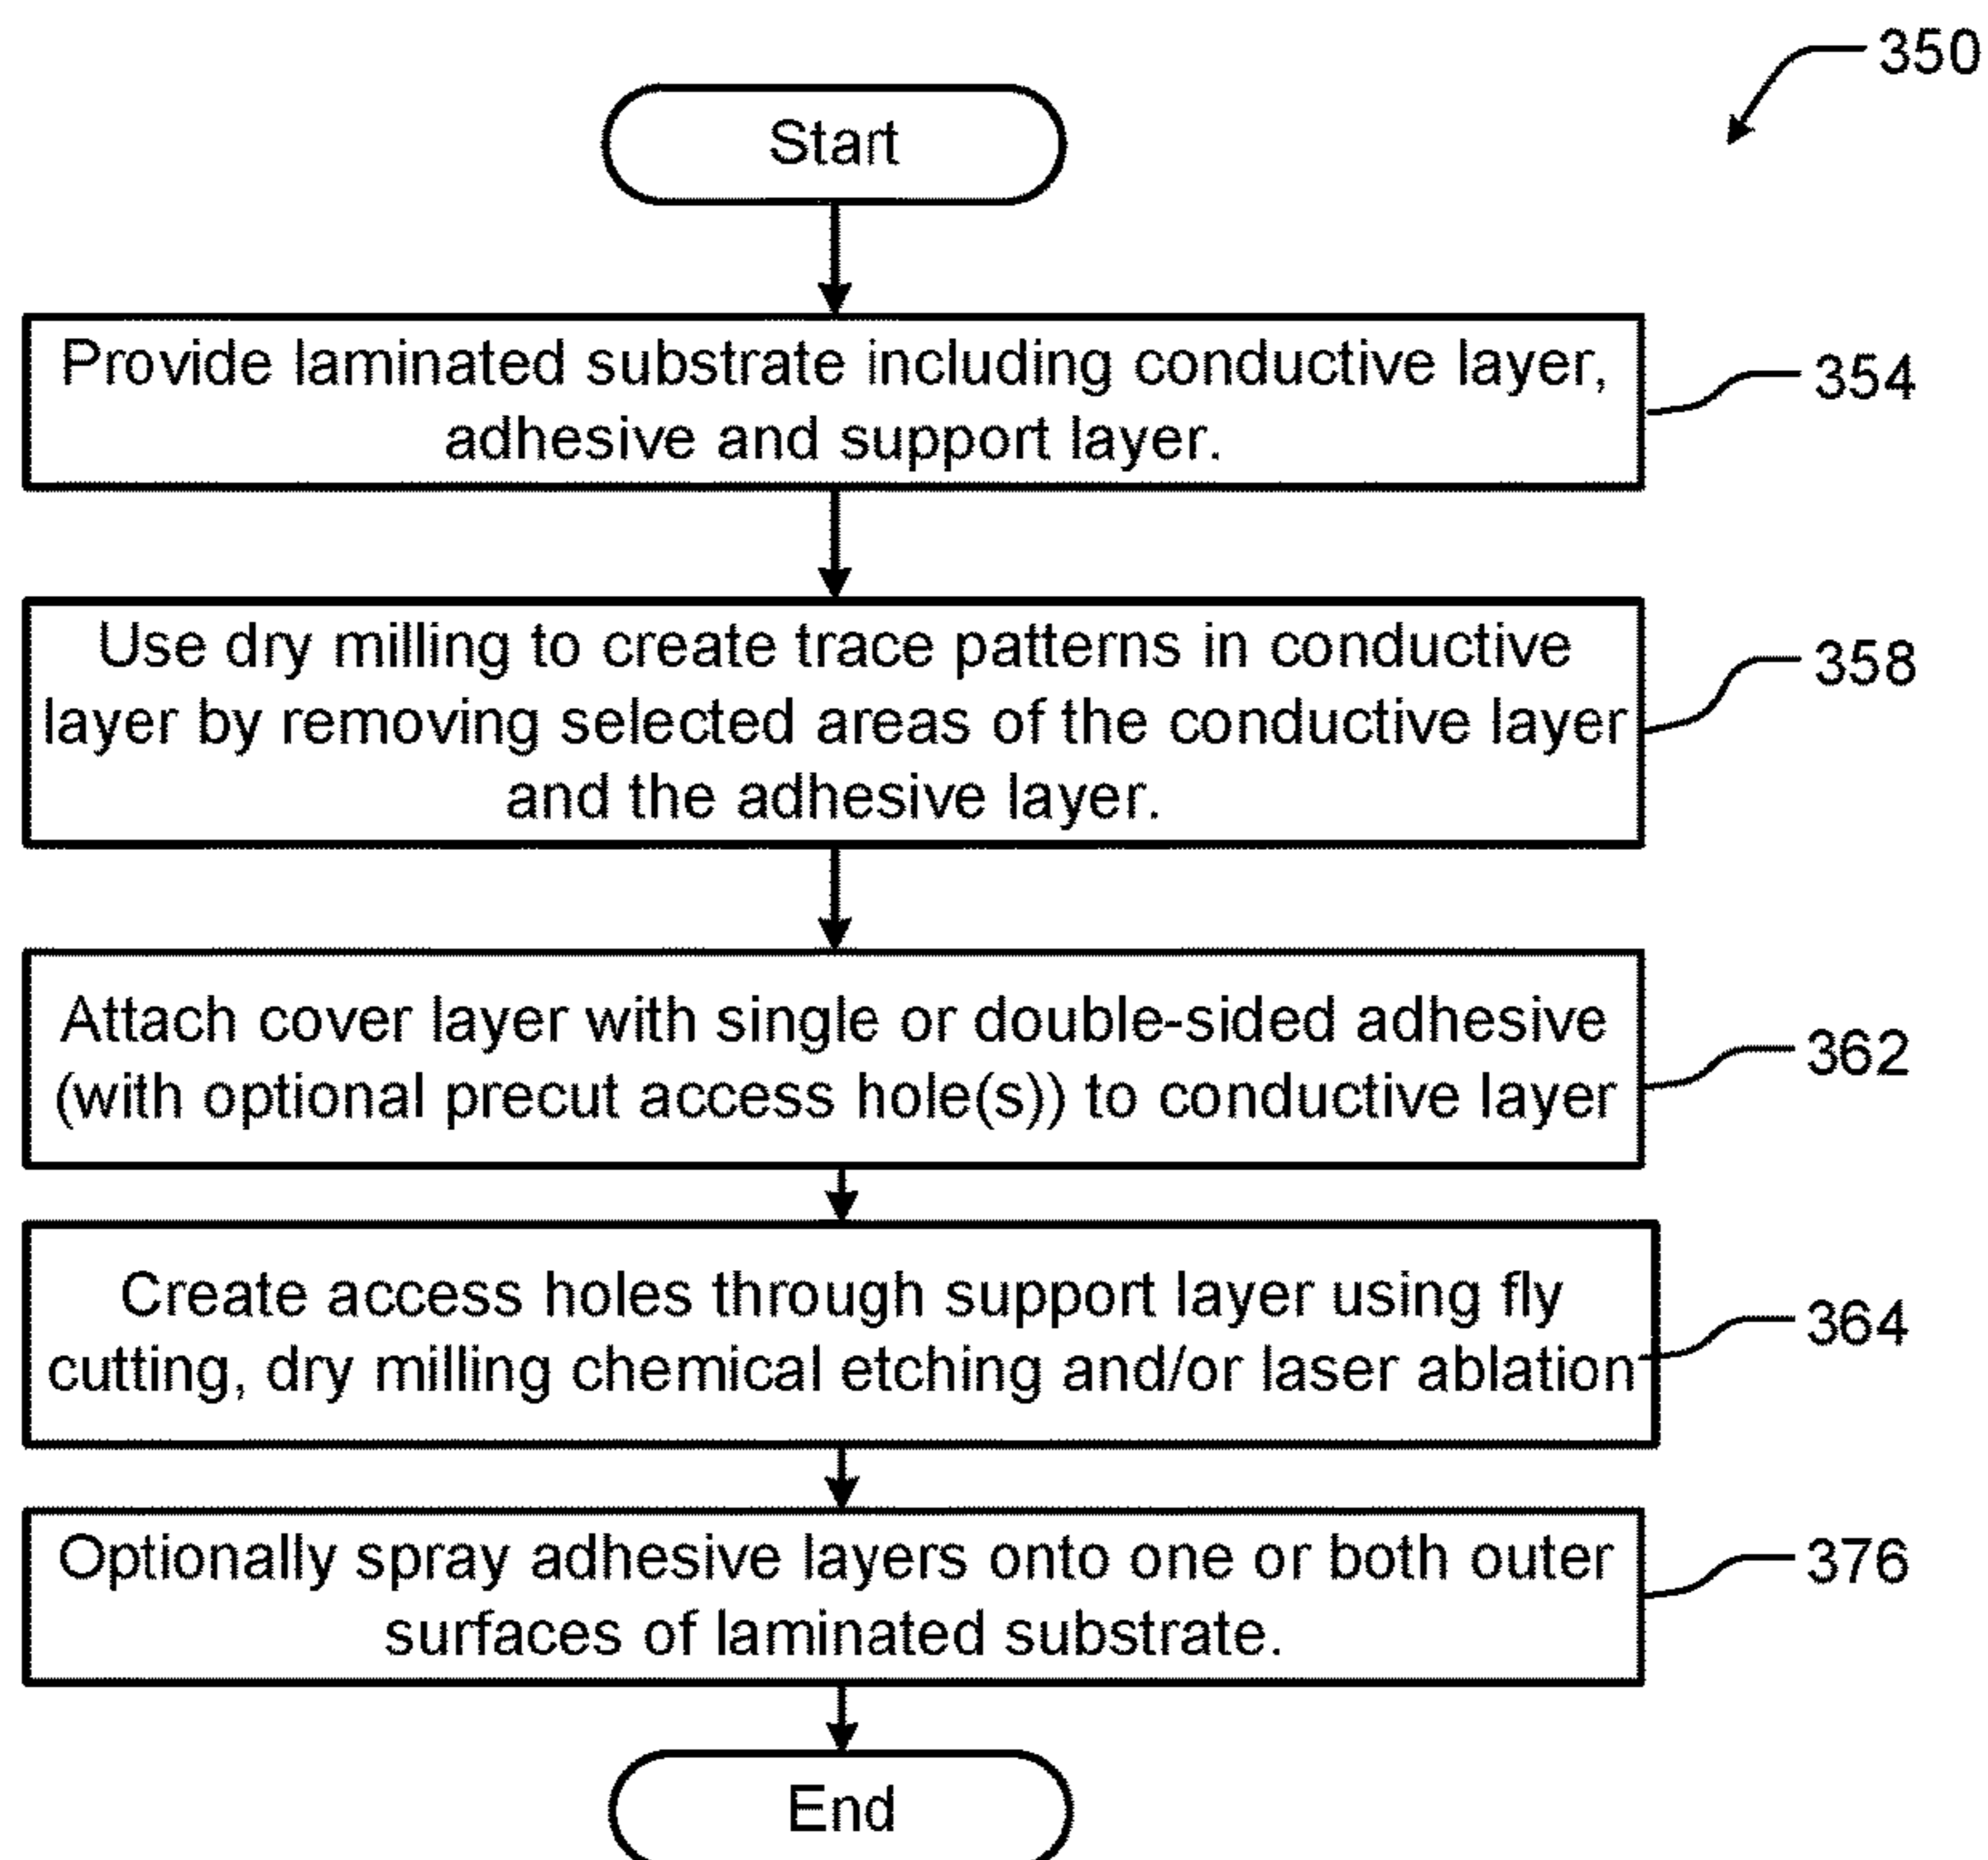 350
Start
Provide laminated substrate including conductive layer,
adhesive and support layer.
354
Use dry milling to create trace patterns in conductive
layer by removing selected areas of the conductive layer
and the adhesive layer.
358
Attach cover layer with single or double-sided adhesive
(with optional precut access hole(s)) to conductive layer
362
Create access holes through support layer using fly
cutting, dry milling chemical etching and/or laser ablation
364
Optionally spray adhesive layers onto one or both outer
surfaces of laminated substrate.
376
End